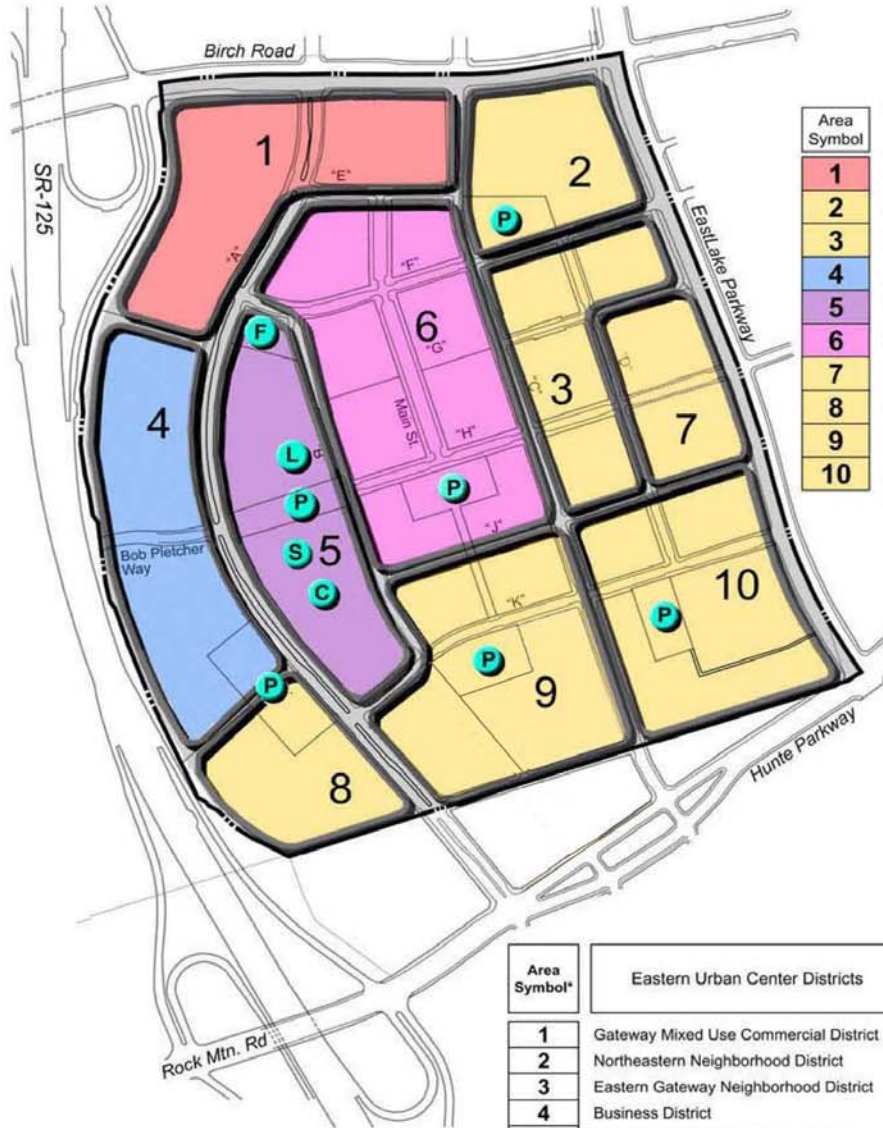 Birch Road
SR-125
EastLake Parkway
Area
Symbol
1
2
3
4
5
6
7
8
9
10
1
"E"
"A"
2
P
"F"
F
6
"G"
Main St.
"C"
3
"D"
7
4
L
"H"
P
P
Bob Pletcher
Way
S
5
C
"J"
"K"
10
P
P
9
P
8
Hunte Parkway
Rock Mtn. Rd
Area
Symbol*
Eastern Urban Center Districts
1 Gateway Mixed Use Commercial District
2 Northeastern Neighborhood District
3 Eastern Gateway Neighborhood District
4 Business District